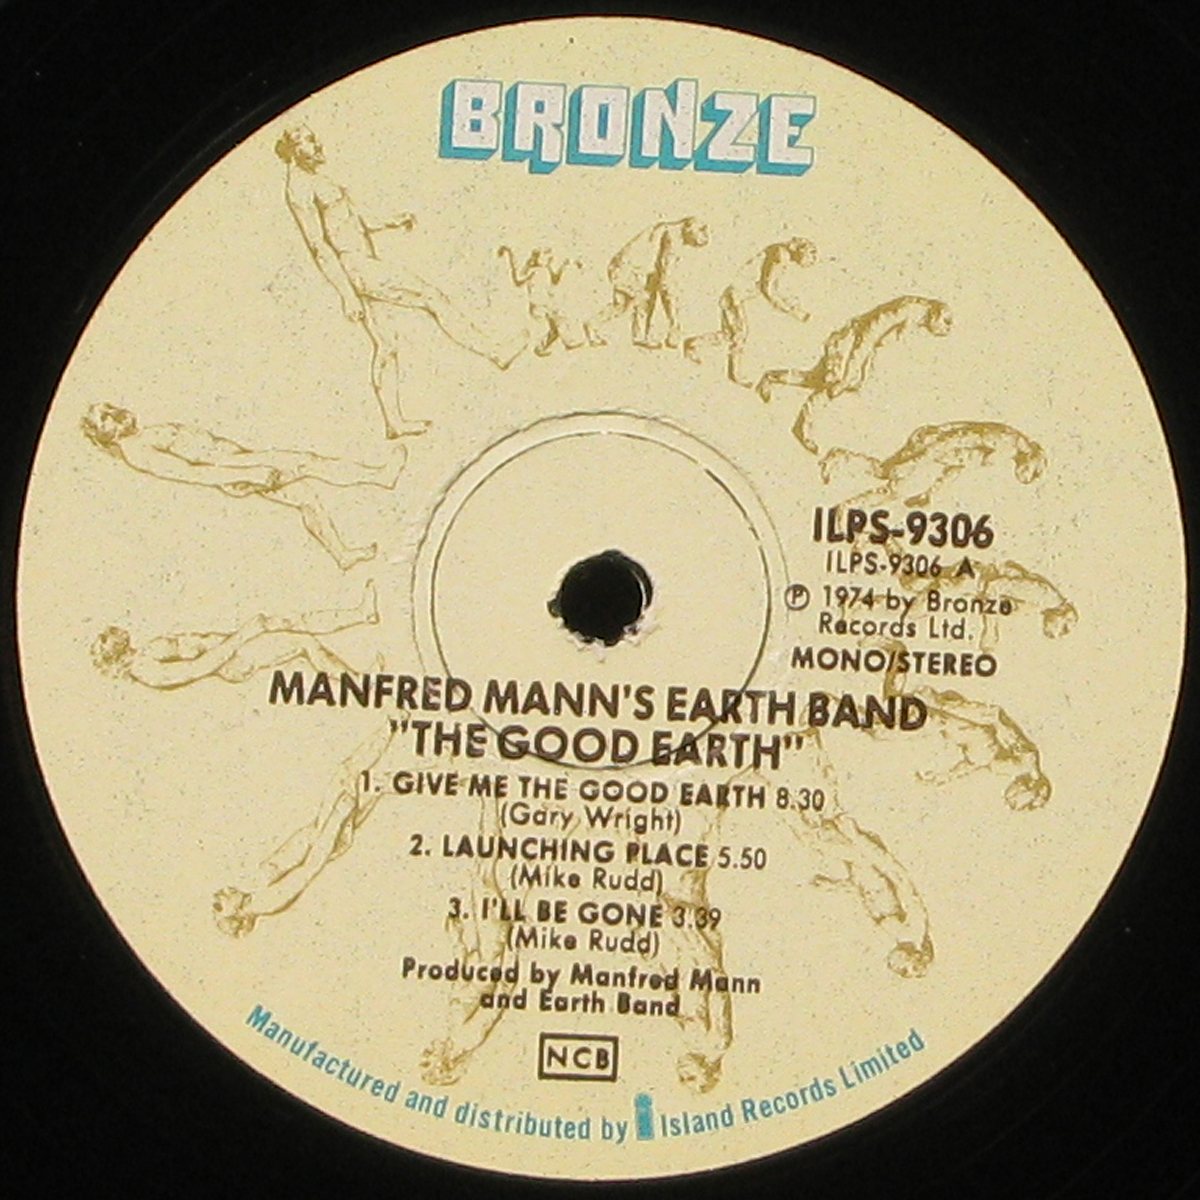 BRONZE
ILPS-9306
ILPS-9306 A
Ⓟ 1974 by Bronze
Records Ltd.
MONO/STEREO
MANFRED MANN'S EARTH BAND
"THE GOOD EARTH"
1. GIVE ME THE GOOD EARTH 8.30
(Gary Wright)
2. LAUNCHING PLACE 5.50
(Mike Rudd)
3. I'LL BE GONE 3.39
(Mike Rudd)
Produced by Manfred Mann
and Earth Band
NCB
Manufactured and distributed by i Island Records Limited